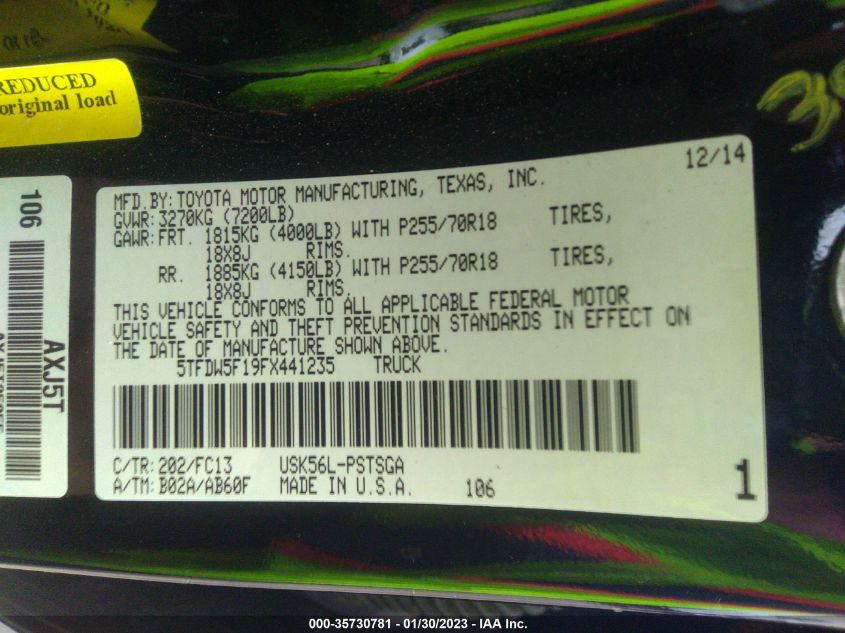 REDUCED
original load
106
AXJ5T
12/14
MFD.BY:TOYOTA MOTOR MANUFACTURING, TEXAS, INC.
GVWR:3270KG (7200LB)
GAWR:FRT. 1815KG (4000LB) WITH P255/70R18 TIRES,
18X8J RIMS.
RR. 1885KG (4150LB) WITH P255/70R18 TIRES,
18X8J RIMS.
THIS VEHICLE CONFORMS TO ALL APPLICABLE FEDERAL MOTOR
VEHICLE SAFETY AND THEFT PREVENTION STANDARDS IN EFFECT ON
THE DATE OF MANUFACTURE SHOWN ABOVE.
5TFDW5F19FX441235 TRUCK
C/TR:202/FC13 USK56L-PSTSGA
A/TM:B02A/AB60F MADE IN U.S.A. 106
1
000-35730781 - 01/30/2023 - IAA Inc.